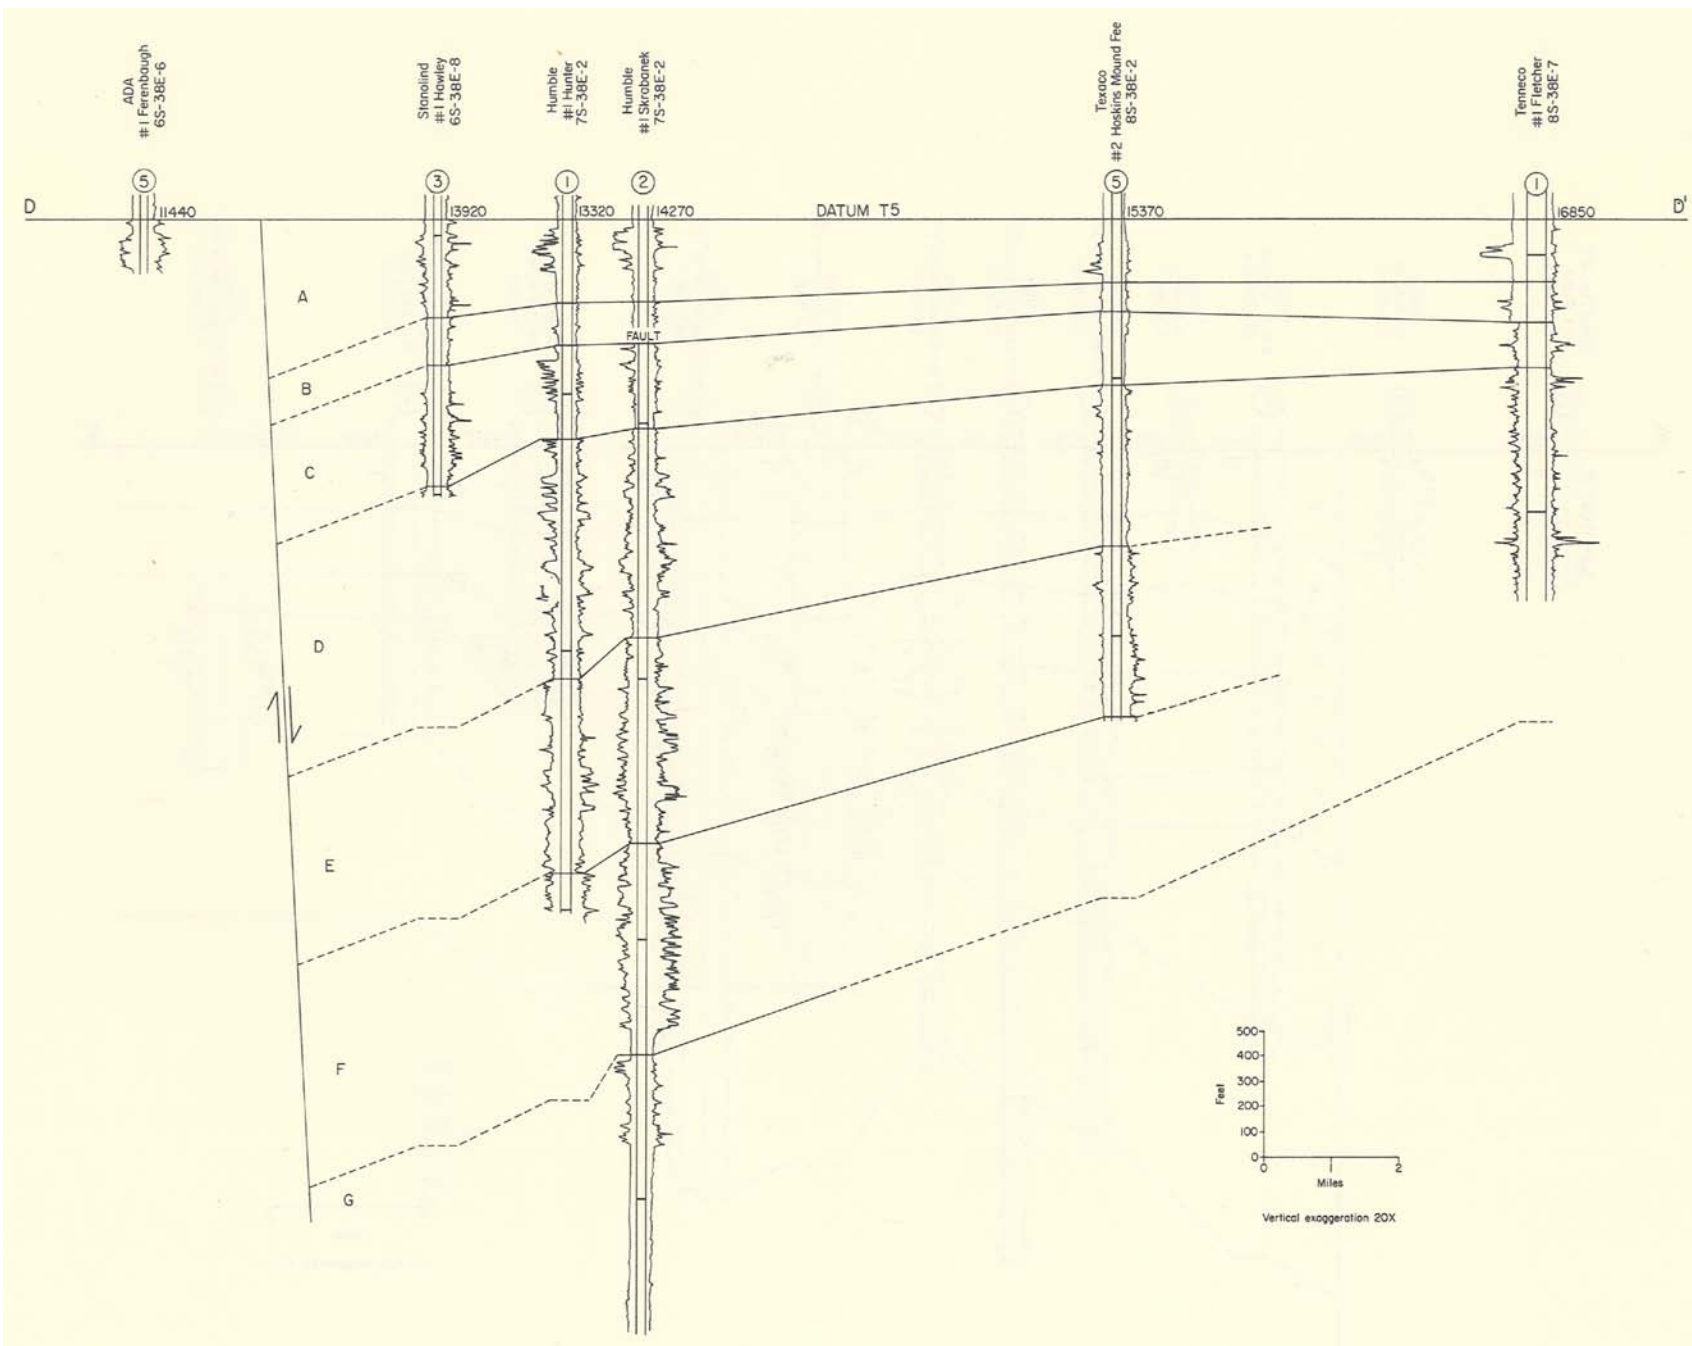 ADA
#1 Ferenbaugh
6S-38E-6
Stanolind
#1 Hawley
6S-38E-8
Humble
#1 Hunter
7S-38E-2
Humble
#1 Skrabanek
7S-38E-2
Texaco
#2 Hoskins Mound Fee
8S-38E-2
Tenneco
#1 Fletcher
8S-38E-7
5 3 1 2 5 1
D 11440 13920 13320 14270 DATUM T5 15370 16850 D'
A
FAULT
B
C
D
E
F
G
500
400
300
200
100
0
Feet
0 1 2
Miles
Vertical exaggeration 20X